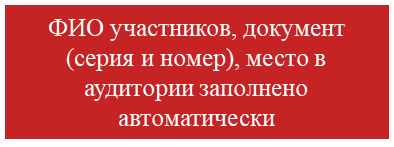 ФИО участников, документ
(серия и номер), место в
аудитории заполнено
автоматически